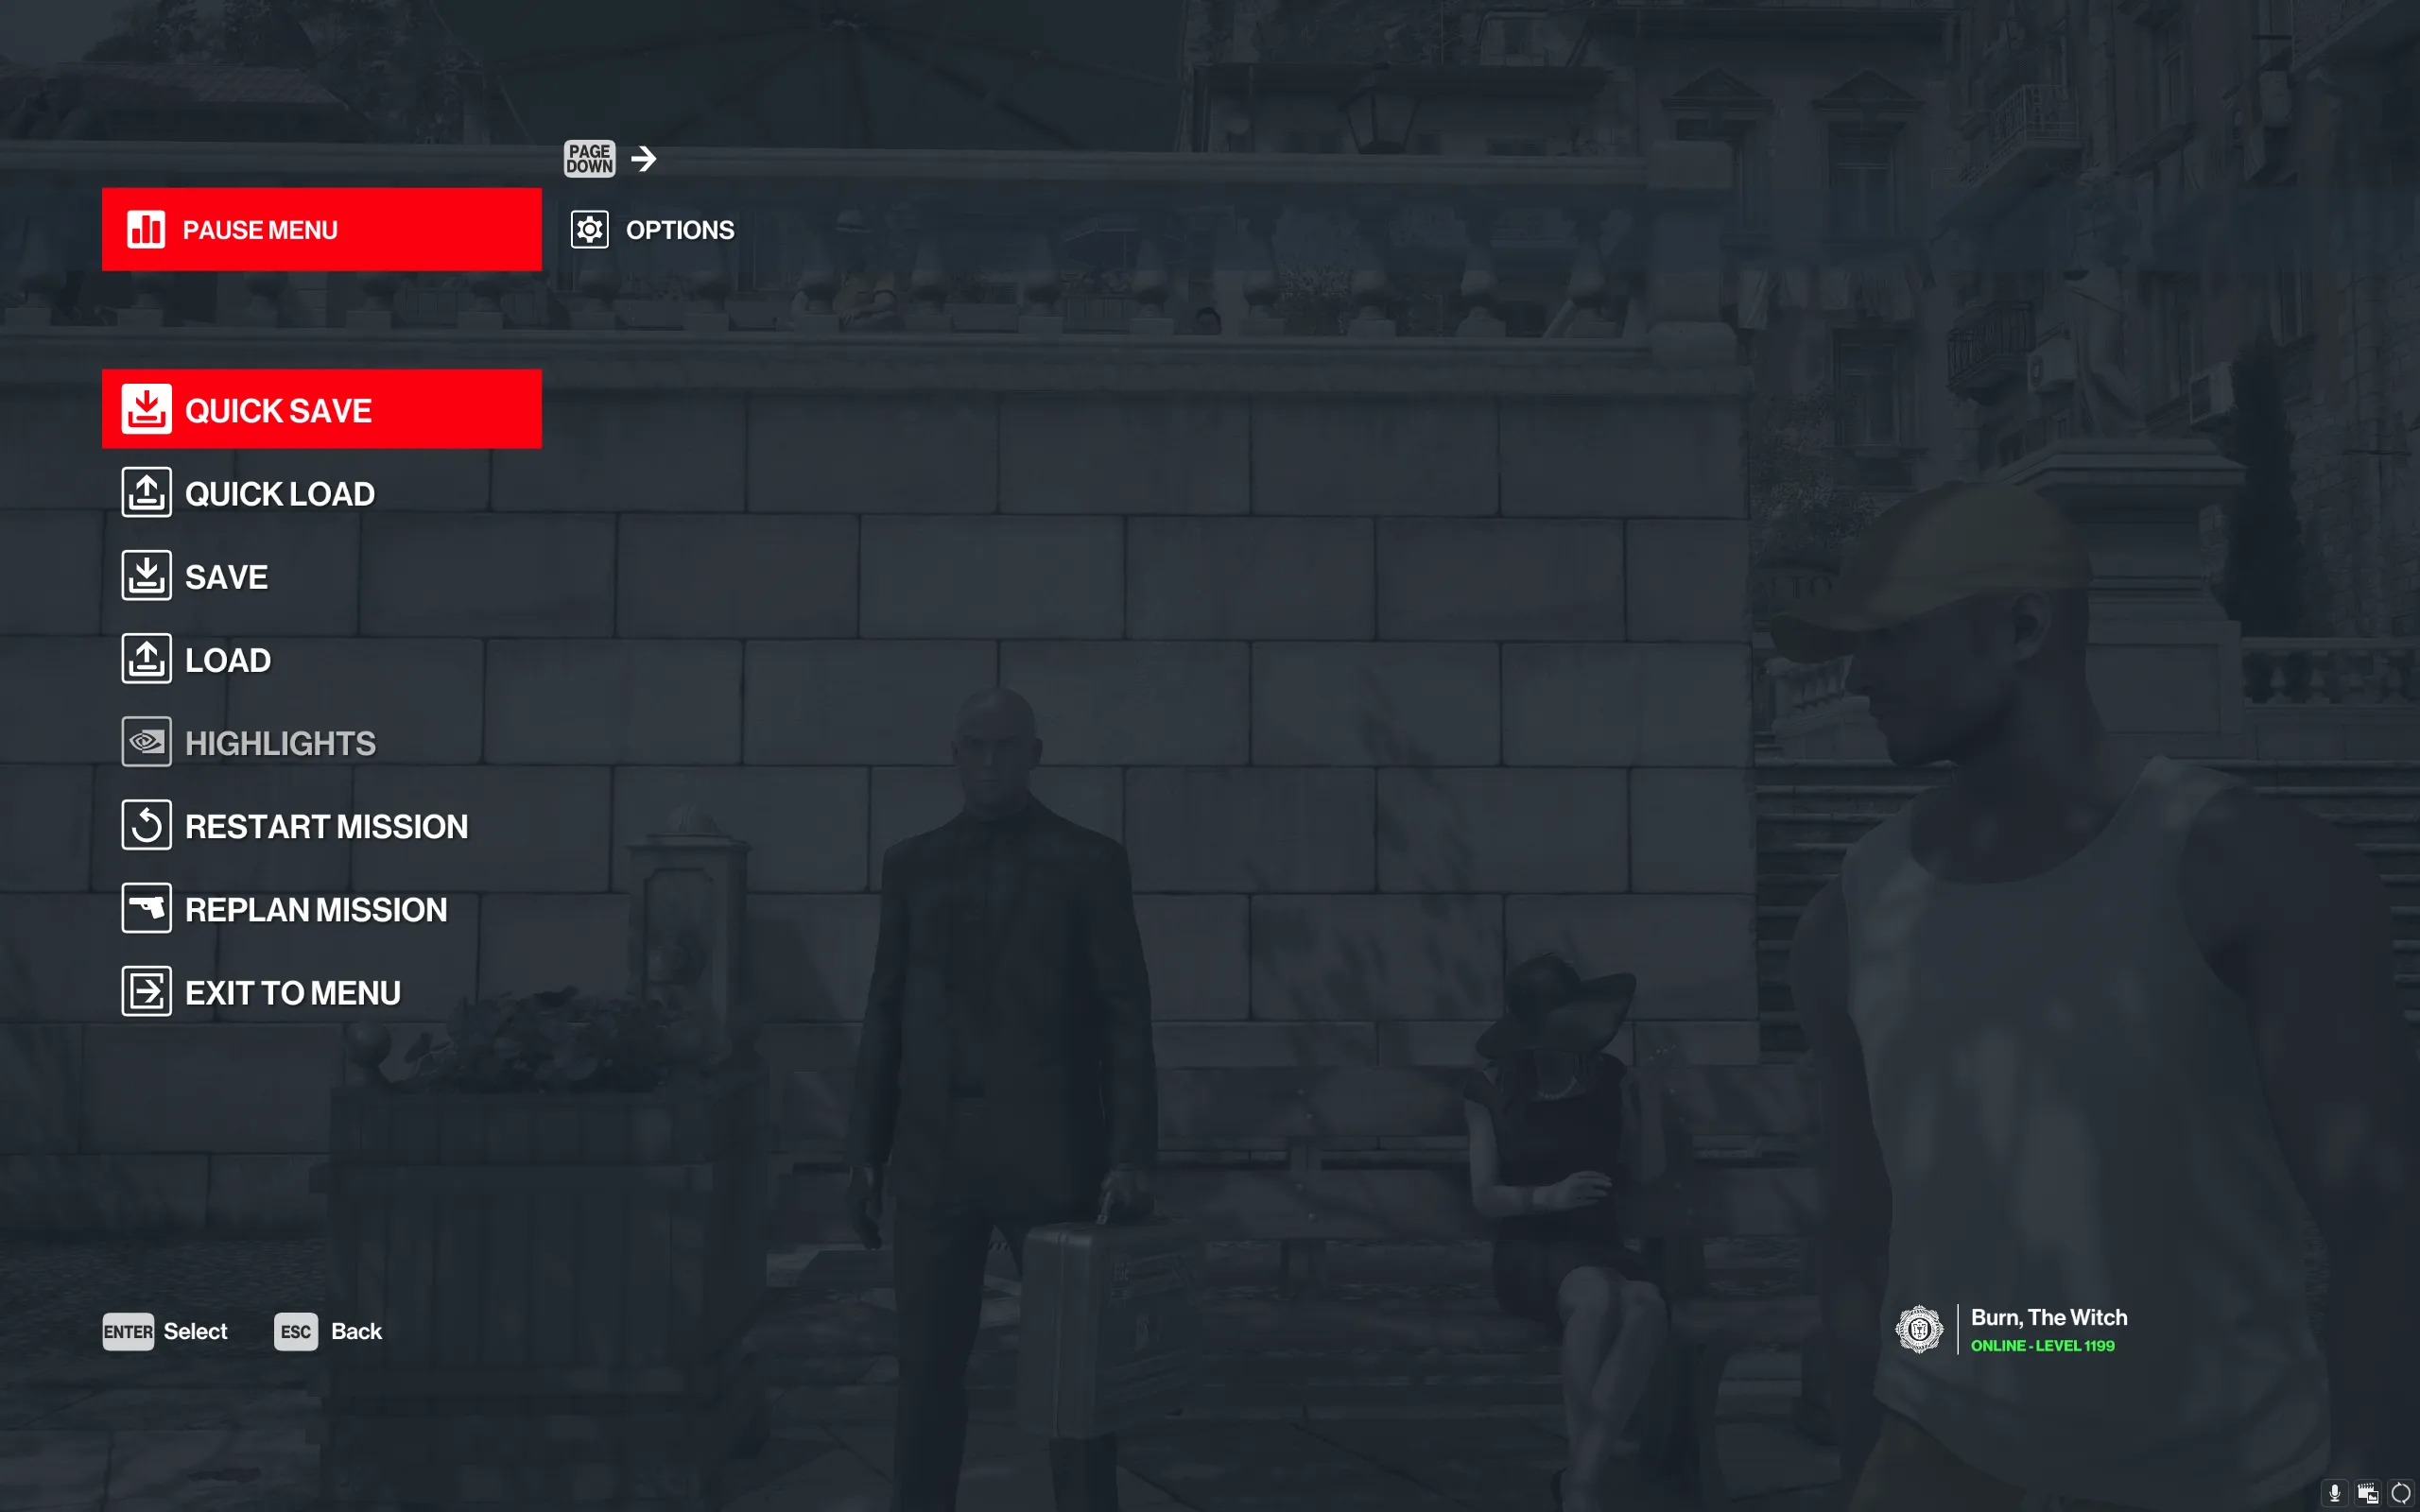 PAGE
DOWN
PAUSE MENU
OPTIONS
QUICK SAVE
QUICK LOAD
SAVE
LOAD
HIGHLIGHTS
RESTART MISSION
REPLAN MISSION
EXIT TO MENU
ENTER Select ESC Back
Burn, The Witch
ONLINE - LEVEL 1199